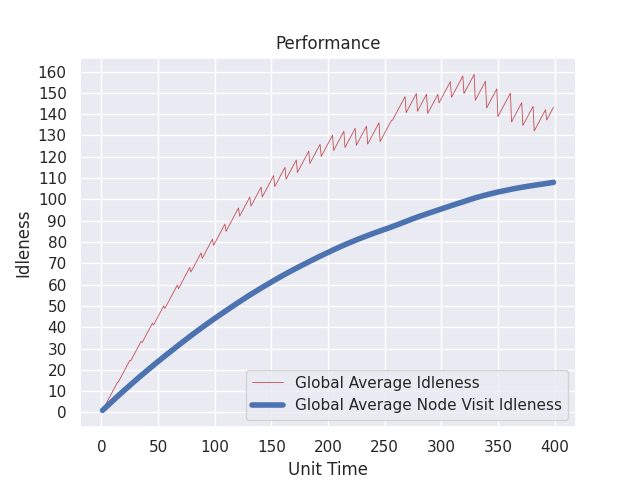 Performance
160
150
140
130
120
110
100
90
80
70
60
50
40
30
20
10
0
Idleness
0 50 100 150 200 250 300 350 400
Unit Time
Global Average Idleness
Global Average Node Visit Idleness